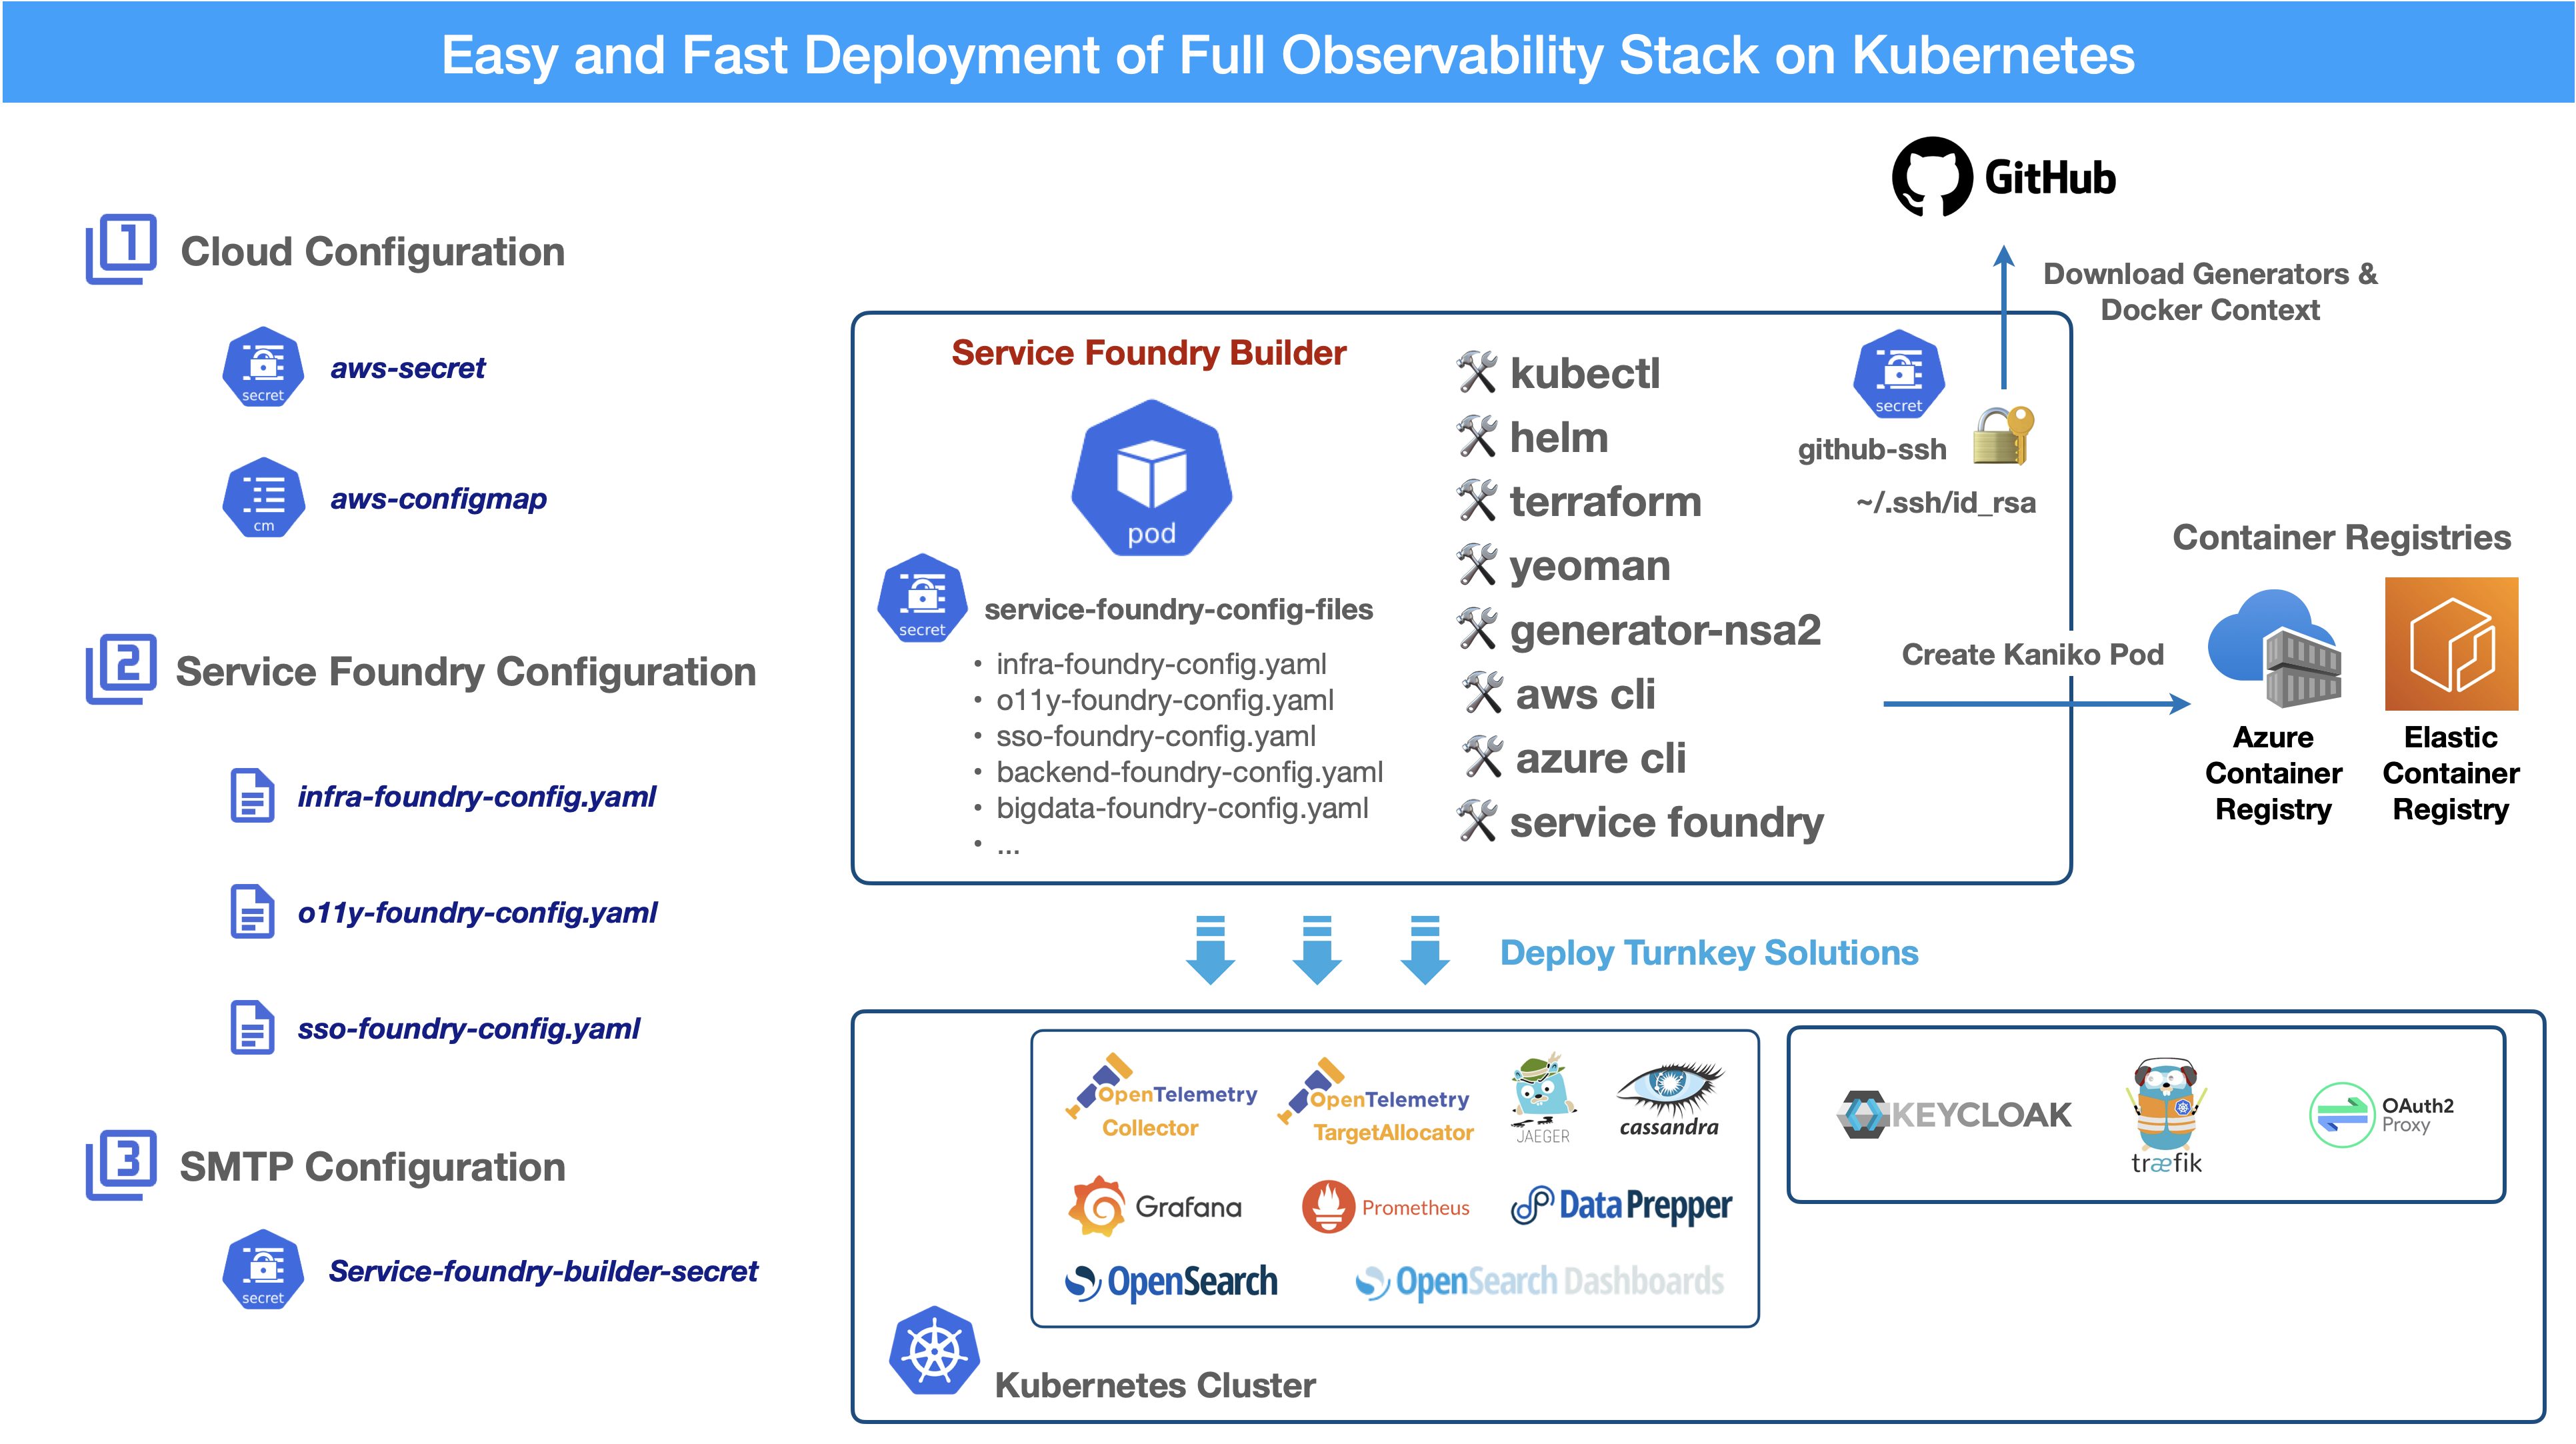 Easy and Fast Deployment of Full Observability Stack on Kubernetes
1
Cloud Configuration
secret
aws-secret
cm
aws-configmap
2
Service Foundry Configuration
infra-foundry-config.yaml
o11y-foundry-config.yaml
sso-foundry-config.yaml
3
SMTP Configuration
secret
Service-foundry-builder-secret
Service Foundry Builder
pod
secret
service-foundry-config-files
• infra-foundry-config.yaml
• o11y-foundry-config.yaml
• sso-foundry-config.yaml
• backend-foundry-config.yaml
• bigdata-foundry-config.yaml
• ...
kubectl
helm
terraform
yeoman
generator-nsa2
aws cli
azure cli
service foundry
secret
github-ssh
~/.ssh/id_rsa
GitHub
Download Generators &
Docker Context
Create Kaniko Pod
Container Registries
Azure
Container
Registry
Elastic
Container
Registry
Deploy Turnkey Solutions
OpenTelemetry
Collector
OpenTelemetry
TargetAllocator
JAEGER
cassandra
Grafana
Prometheus
Data Prepper
OpenSearch
OpenSearch Dashboards
KEYCLOAK
træfik
OAuth2
Proxy
Kubernetes Cluster